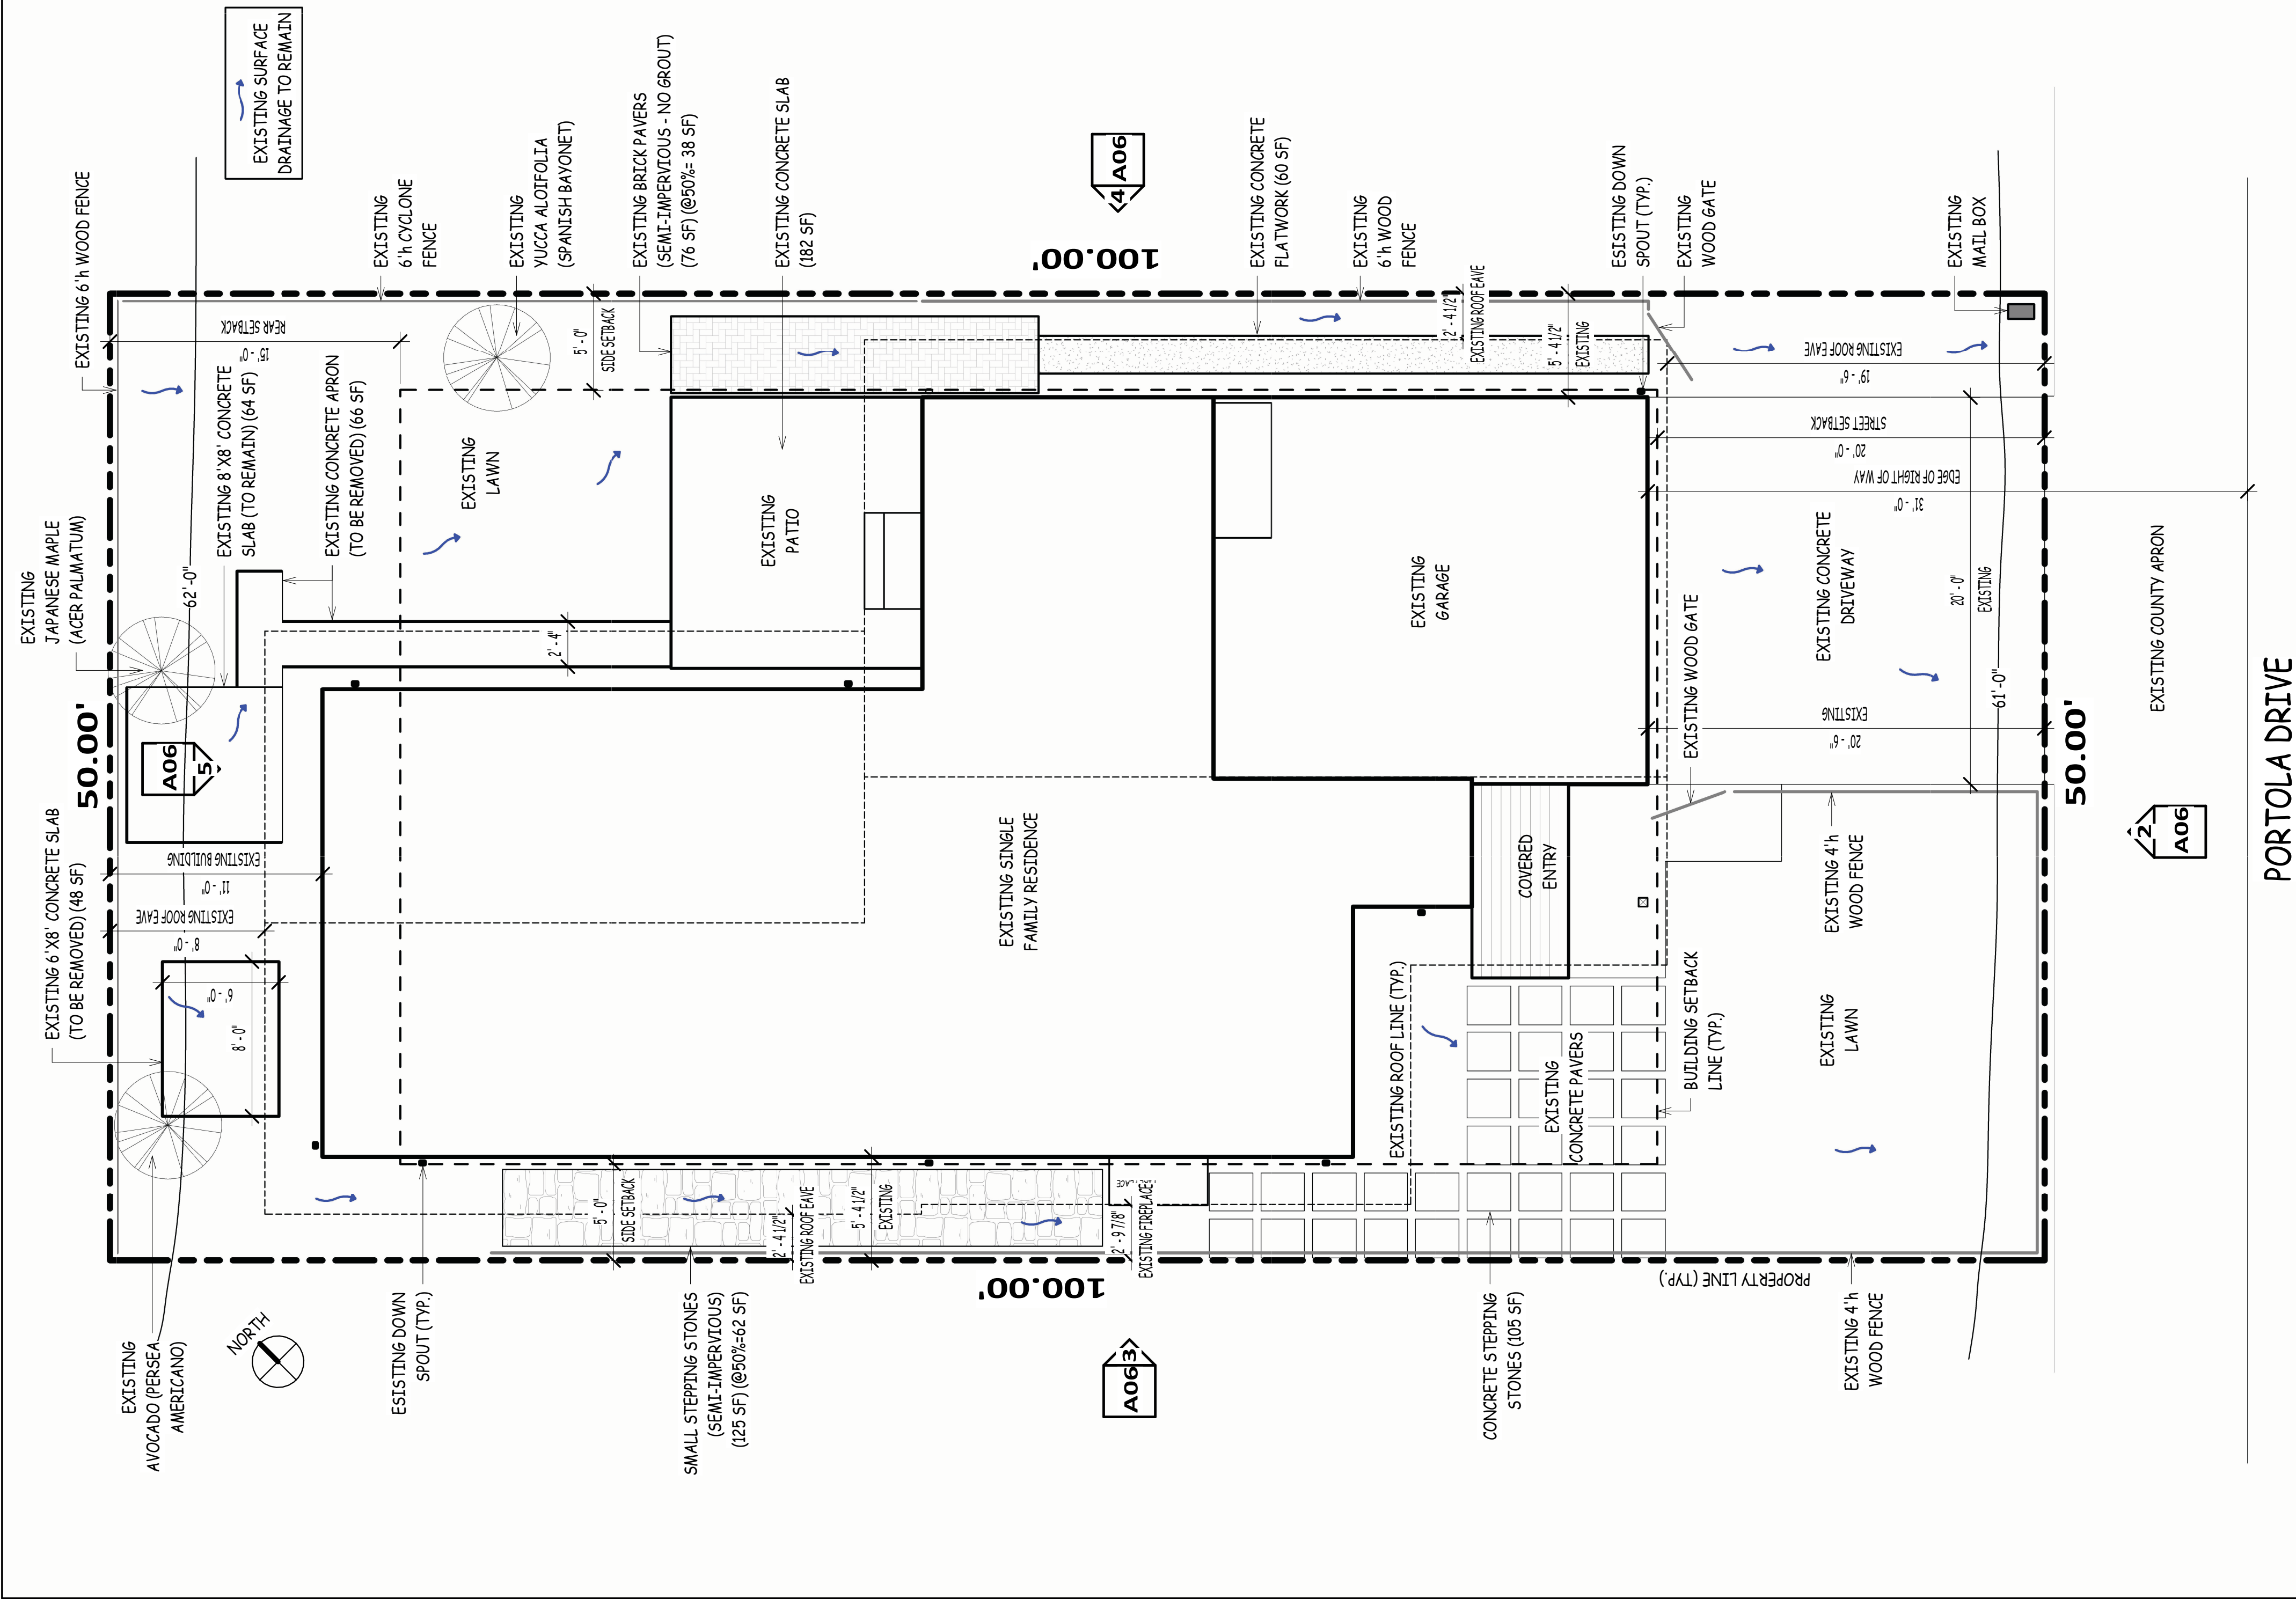 EXISTING SURFACE
DRAINAGE TO REMAIN
EXISTING 6'h WOOD FENCE
EXISTING
6'h CYCLONE
FENCE
EXISTING
YUCCA ALOIFOLIA
(SPANISH BAYONET)
EXISTING BRICK PAVERS
(SEMI-IMPERVIOUS - NO GROUT)
(76 SF) (@50%= 38 SF)
EXISTING CONCRETE SLAB
(182 SF)
4
A06
100.00'
EXISTING CONCRETE
FLATWORK (60 SF)
EXISTING
6'h WOOD
FENCE
ESISTING DOWN
SPOUT (TYP.)
EXISTING
WOOD GATE
EXISTING
MAIL BOX
EXISTING
JAPANESE MAPLE
(ACER PALMATUM)
62'-0"
EXISTING 8'X8' CONCRETE
SLAB (TO REMAIN) (64 SF)
EXISTING CONCRETE APRON
(TO BE REMOVED) (66 SF)
REAR SETBACK
15' - 0"
5' - 0"
SIDE SETBACK
EXISTING
LAWN
2' - 4"
EXISTING
PATIO
2' - 4 1/2"
EXISTING ROOF EAVE
5' - 4 1/2"
EXISTING
EXISTING
GARAGE
EXISTING ROOF EAVE
19' - 6"
STREET SETBACK
20' - 0"
EDGE OF RIGHT OF WAY
31' - 0"
EXISTING CONCRETE
DRIVEWAY
20' - 0"
EXISTING
61'-0"
EXISTING
20' - 6"
EXISTING WOOD GATE
EXISTING COUNTY APRON
PORTOLA DRIVE
50.00'
50.00'
A06
5
EXISTING 6'X8' CONCRETE SLAB
(TO BE REMOVED) (48 SF)
EXISTING BUILDING
11' - 0"
EXISTING ROOF EAVE
8' - 0"
6' - 0"
8' - 0"
EXISTING SINGLE
FAMILY RESIDENCE
COVERED
ENTRY
EXISTING 4'h
WOOD FENCE
2
A06
EXISTING ROOF LINE (TYP.)
EXISTING
CONCRETE PAVERS
BUILDING SETBACK
LINE (TYP.)
EXISTING
LAWN
5' - 0"
SIDE SETBACK
2' - 4 1/2"
EXISTING ROOF EAVE
5' - 4 1/2"
EXISTING
2' - 9 7/8"
EXISTING FIREPLACE
PROPERTY LINE (TYP.)
100.00'
NORTH
EXISTING
AVOCADO (PERSEA
AMERICANO)
ESISTING DOWN
SPOUT (TYP.)
SMALL STEPPING STONES
(SEMI-IMPERVIOUS)
(125 SF) (@50%=62 SF)
A06
3
CONCRETE STEPPING
STONES (105 SF)
EXISTING 4'h
WOOD FENCE